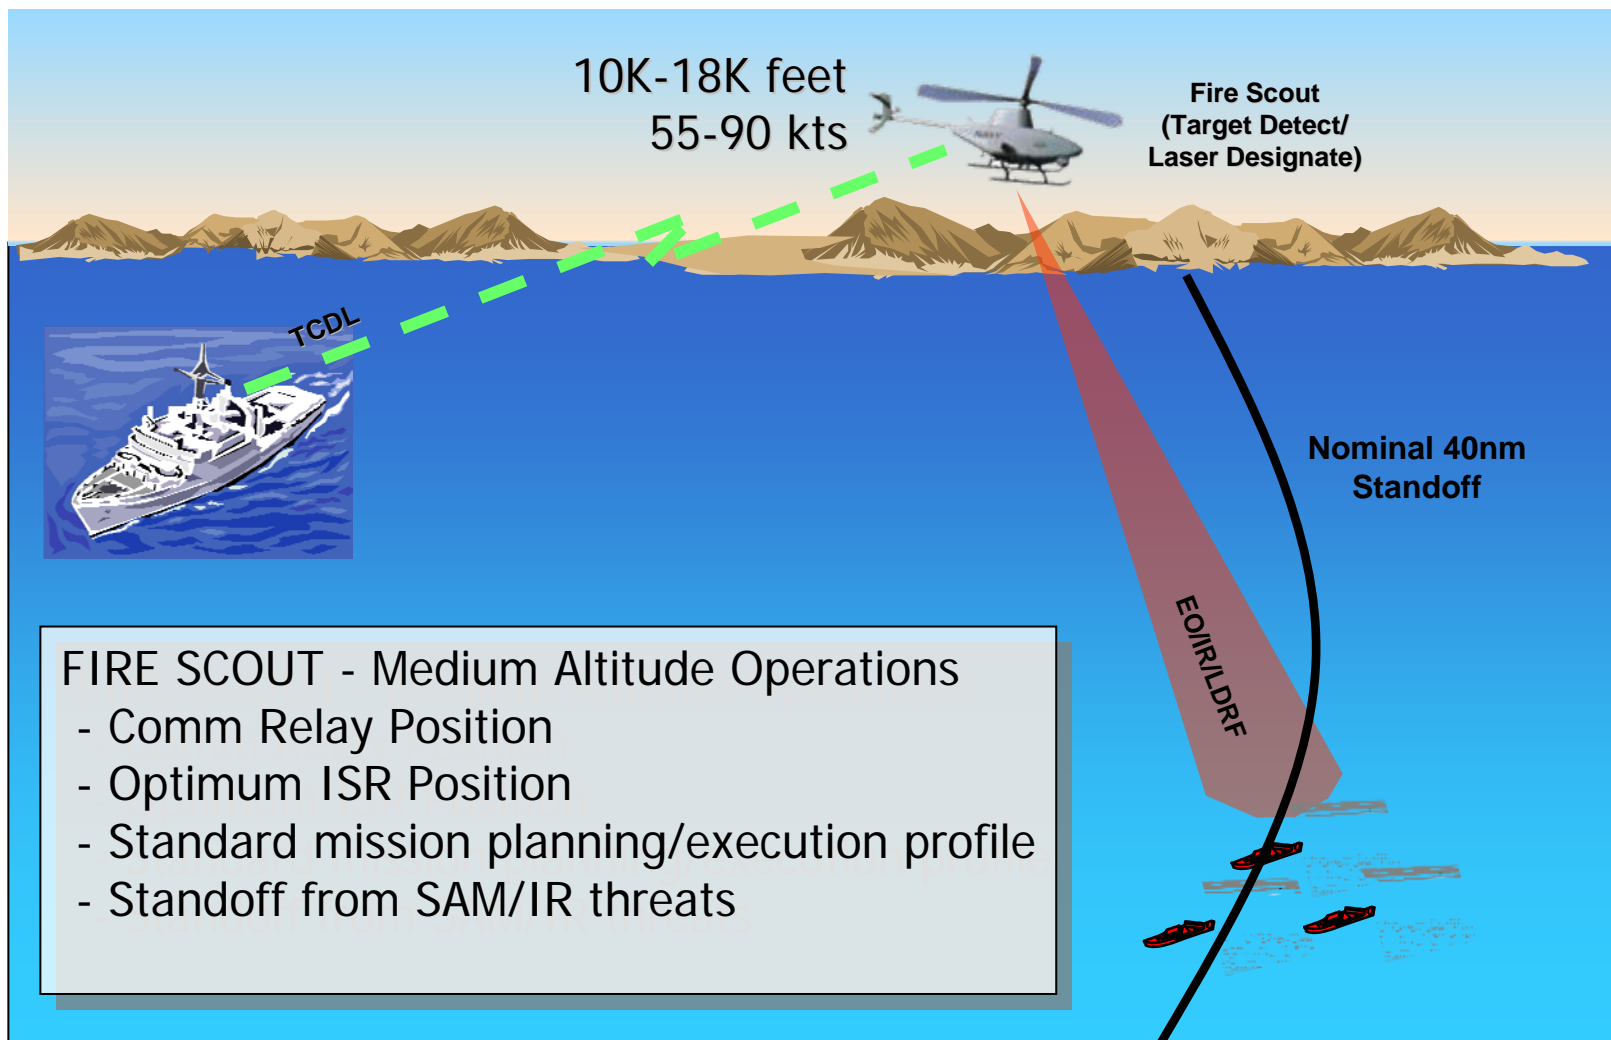 10K-18K feet
55-90 kts
Fire Scout
(Target Detect/
Laser Designate)
TCDL
Nominal 40nm
Standoff
EO/IR/LDRF
FIRE SCOUT - Medium Altitude Operations
- Comm Relay Position
- Optimum ISR Position
- Standard mission planning/execution profile
- Standoff from SAM/IR threats